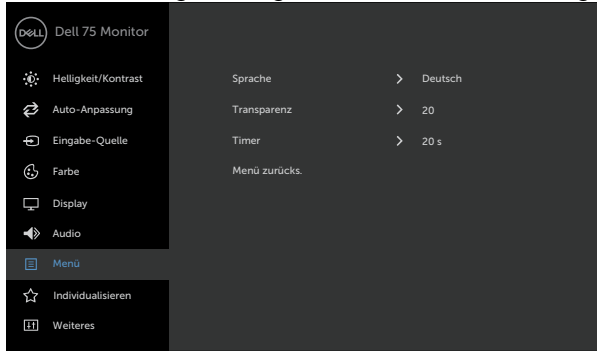 DELL
Dell 75 Monitor
Helligkeit/Kontrast
Auto-Anpassung
Eingabe-Quelle
Farbe
Display
Audio
Menü
Individualisieren
Weiteres
Sprache > Deutsch
Transparenz > 20
Timer > 20 s
Menü zurücks.